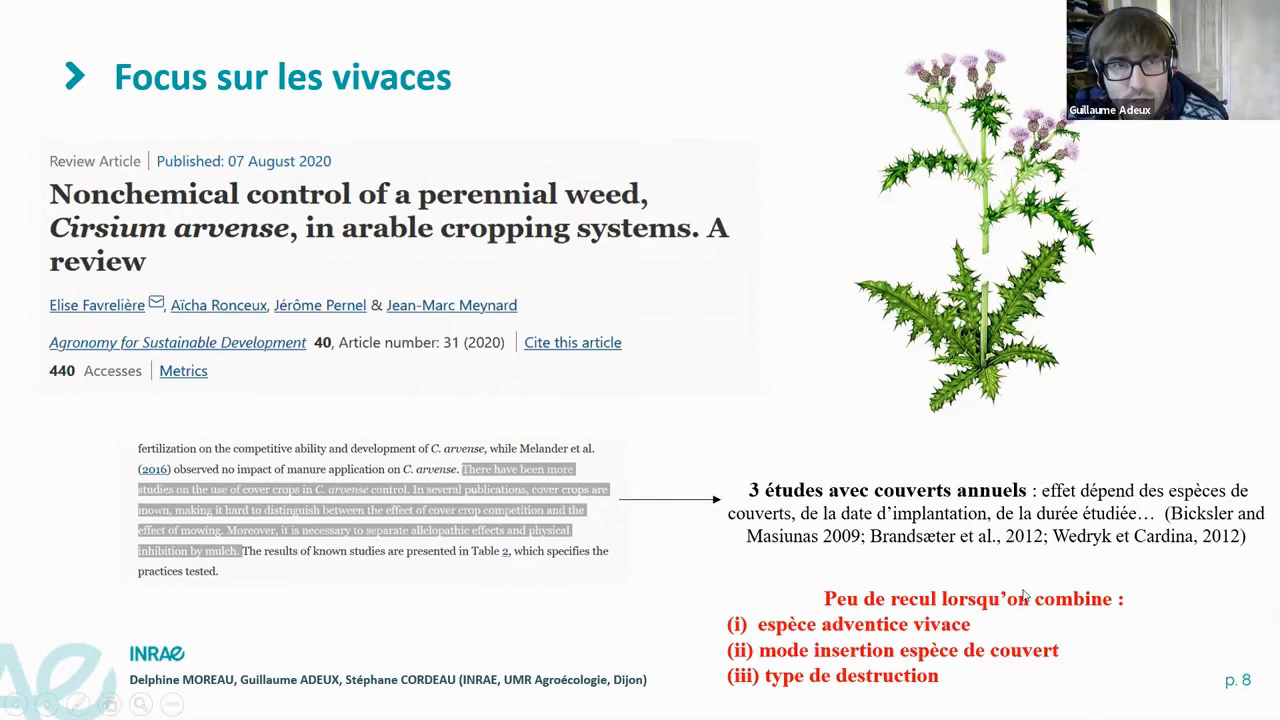 Focus sur les vivaces
Guillaume Adeux
Review Article | Published: 07 August 2020
Nonchemical control of a perennial weed,
Cirsium arvense, in arable cropping systems. A
review
Elise Favrelière, Aïcha Ronceux, Jérôme Pernel & Jean-Marc Meynard
Agronomy for Sustainable Development 40, Article number: 31 (2020) | Cite this article
440 Accesses | Metrics
fertilization on the competitive ability and development of C. arvense, while Melander et al.
(2016) observed no impact of manure application on C. arvense. There have been more
studies on the use of cover crops in C. arvense control. In several publications, cover crops are
mown, making it hard to distinguish between the effect of cover crop competition and the
effect of mowing. Moreover, it is necessary to separate allelopathic effects and physical
inhibition by mulch. The results of known studies are presented in Table 2, which specifies the
practices tested.
3 études avec couverts annuels : effet dépend des espèces de
couverts, de la date d’implantation, de la durée étudiée… (Bicksler and
Masiunas 2009; Brandsæter et al., 2012; Wedryk et Cardina, 2012)
Peu de recul lorsqu’on combine :
(i) espèce adventice vivace
(ii) mode insertion espèce de couvert
(iii) type de destruction
INRAE
Delphine MOREAU, Guillaume ADEUX, Stéphane CORDEAU (INRAE, UMR Agroécologie, Dijon)
p. 8